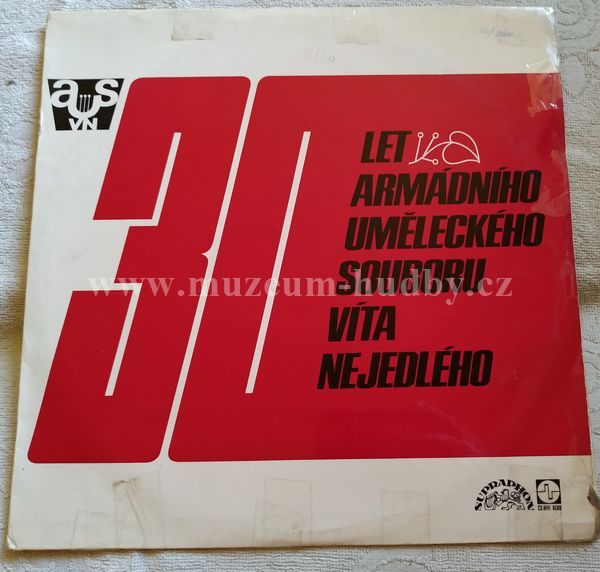 aus
VN
30
LET
ARMÁDNÍHO
UMĚLECKÉHO
SOUBORU
VÍTA
NEJEDLÉHO
www.muzeum-hudby.cz
SUPRAPHON